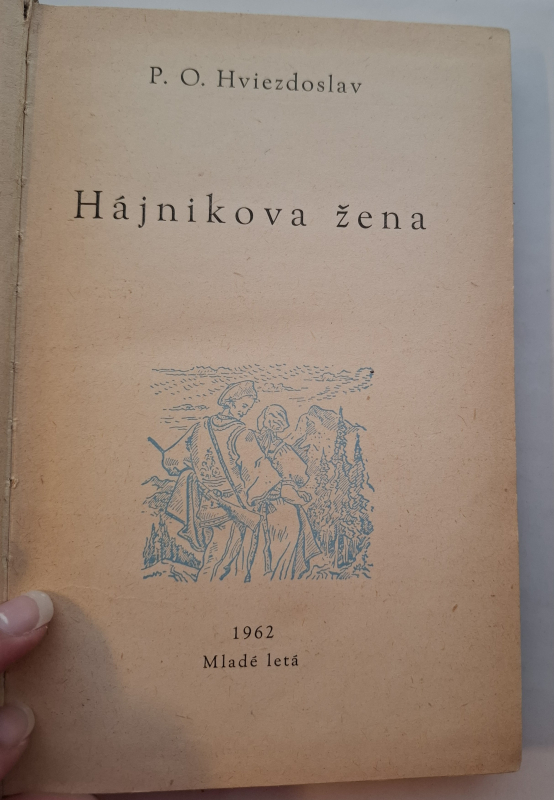 P. O. Hviezdoslav
Hájnikova žena
1962
Mladé letá